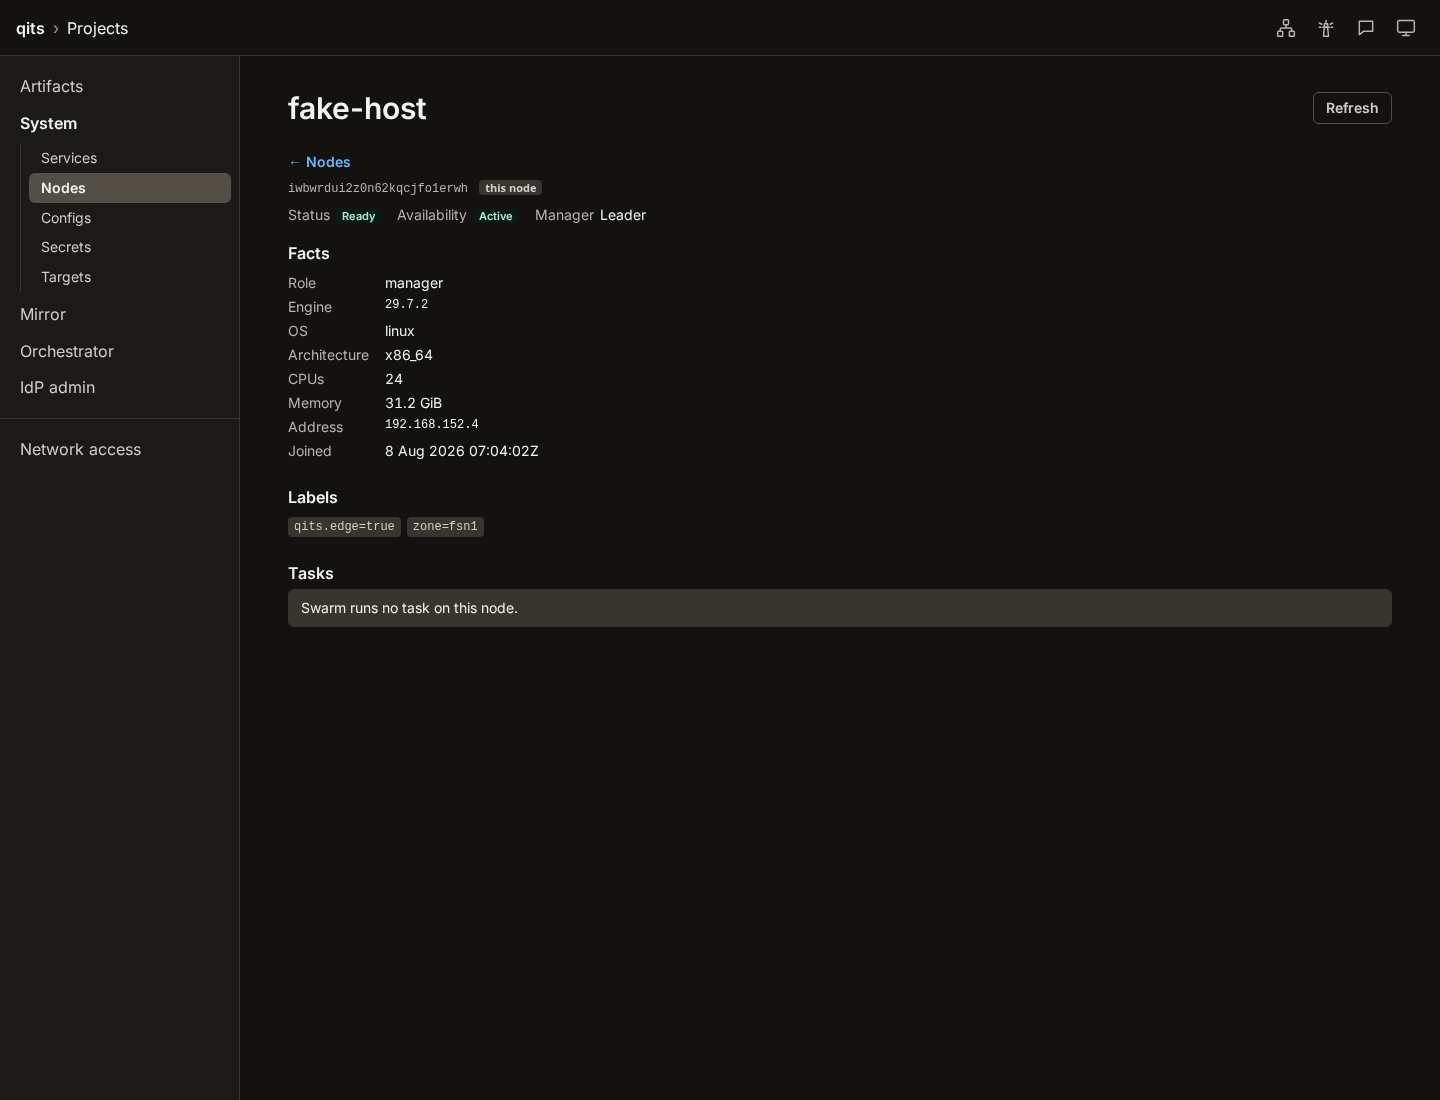 qits › Projects
Artifacts
System
Services
Nodes
Configs
Secrets
Targets
Mirror
Orchestrator
IdP admin
Network access
fake-host
Refresh
← Nodes
iwbwrdui2z0n62kqcjfo1erwh this node
Status Ready Availability Active Manager Leader
Facts
Role manager
Engine 29.7.2
OS linux
Architecture x86_64
CPUs 24
Memory 31.2 GiB
Address 192.168.152.4
Joined 8 Aug 2026 07:04:02Z
Labels
qits.edge=true zone=fsn1
Tasks
Swarm runs no task on this node.